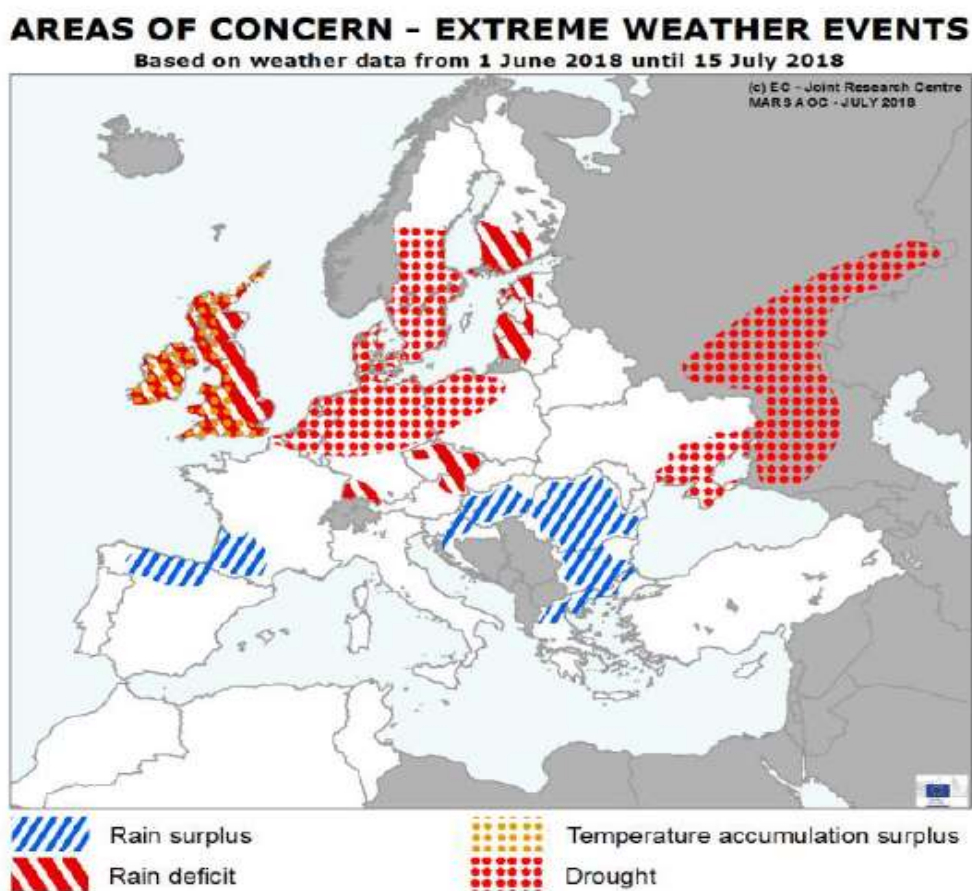 AREAS OF CONCERN - EXTREME WEATHER EVENTS
Based on weather data from 1 June 2018 until 15 July 2018
(c) EC - Joint Research Centre
MARS AOC - JULY 2018
Rain surplus
Temperature accumulation surplus
Rain deficit
Drought